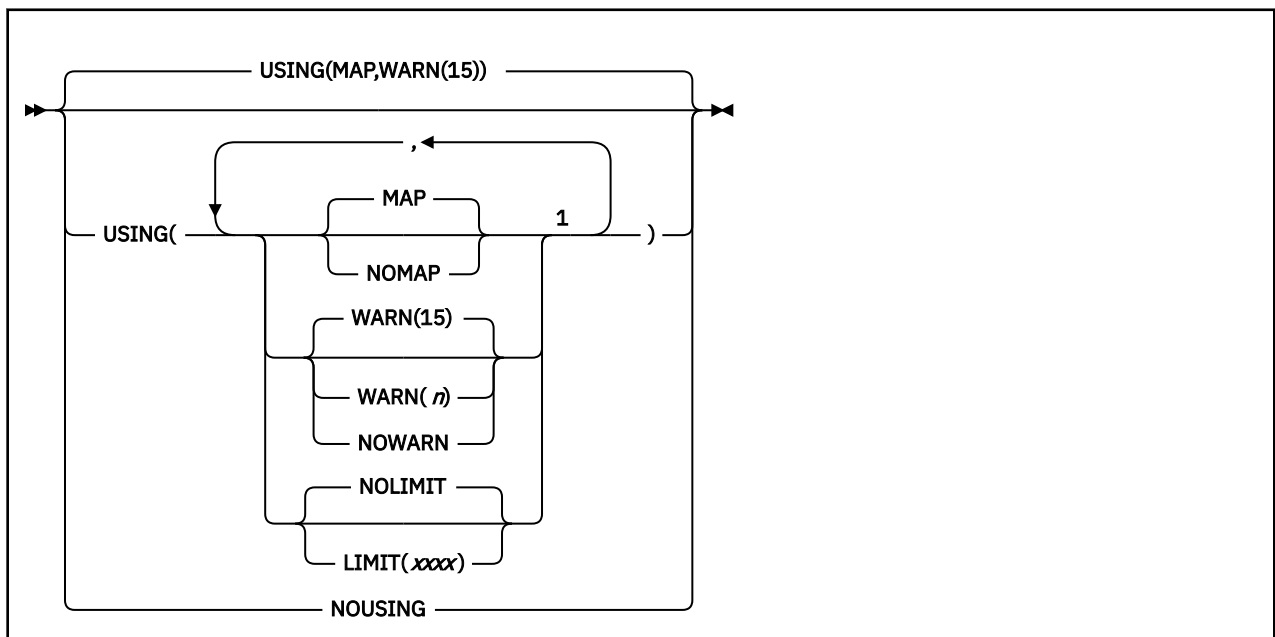 USING(MAP,WARN(15))
,
MAP
1
USING(
)
NOMAP
WARN(15)
WARN( n)
NOWARN
NOLIMIT
LIMIT(xxxx)
NOUSING